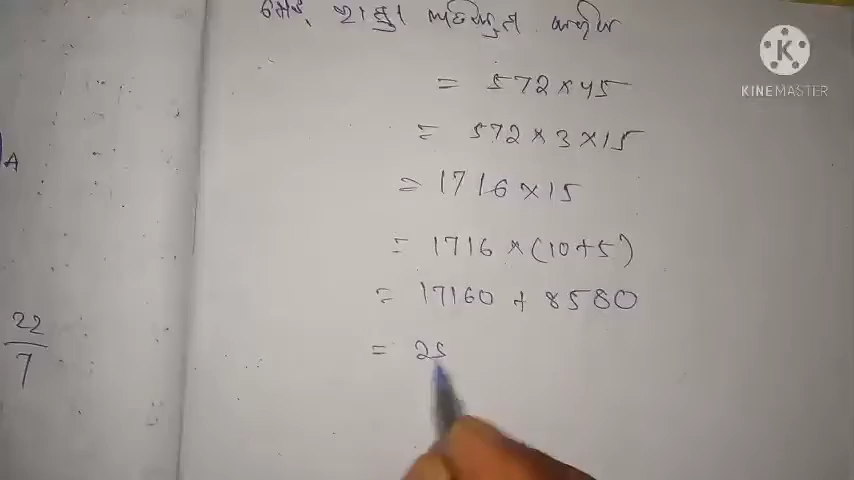 = 572 × 45
= 572 × 3 × 15
= 1716 × 15
= 1716 × (10+5)
= 17160 + 8580
= 25
A
22
7
K
KINEMASTER